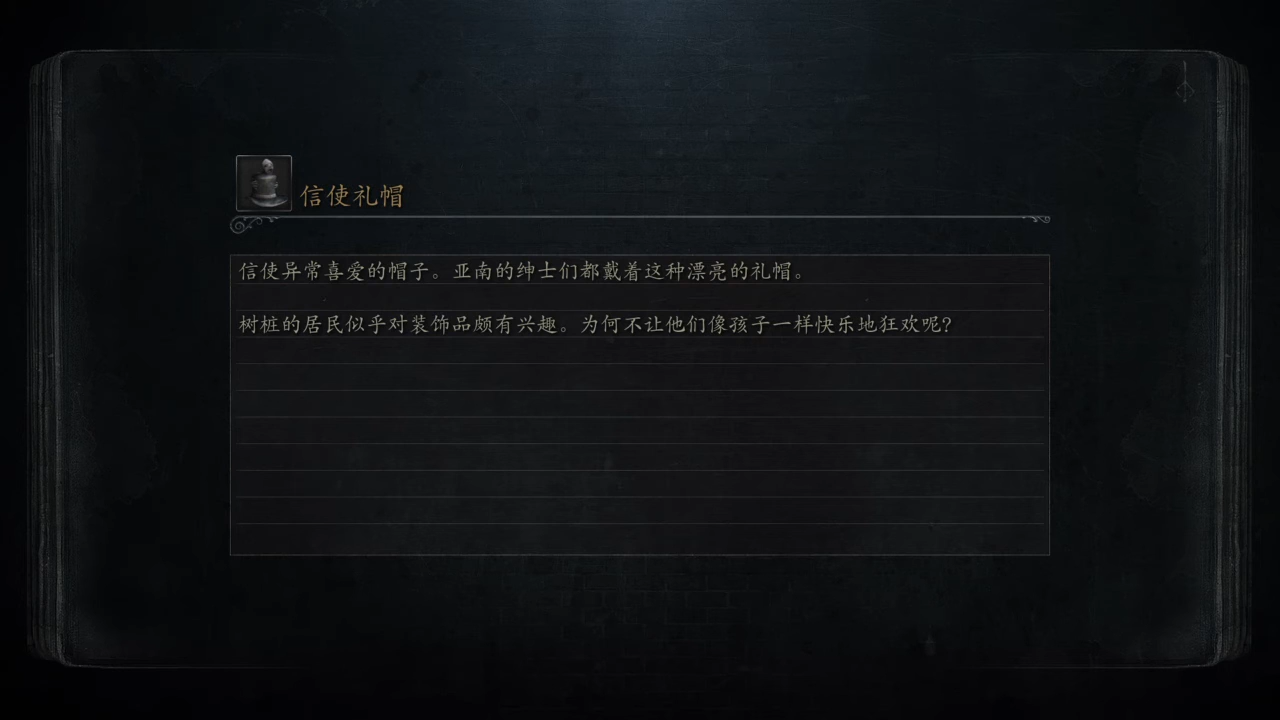 信使礼帽
信使异常喜爱的帽子。亚南的绅士们都戴着这种漂亮的礼帽。
树桩的居民似乎对装饰品颇有兴趣。为何不让他们像孩子一样快乐地狂欢呢？